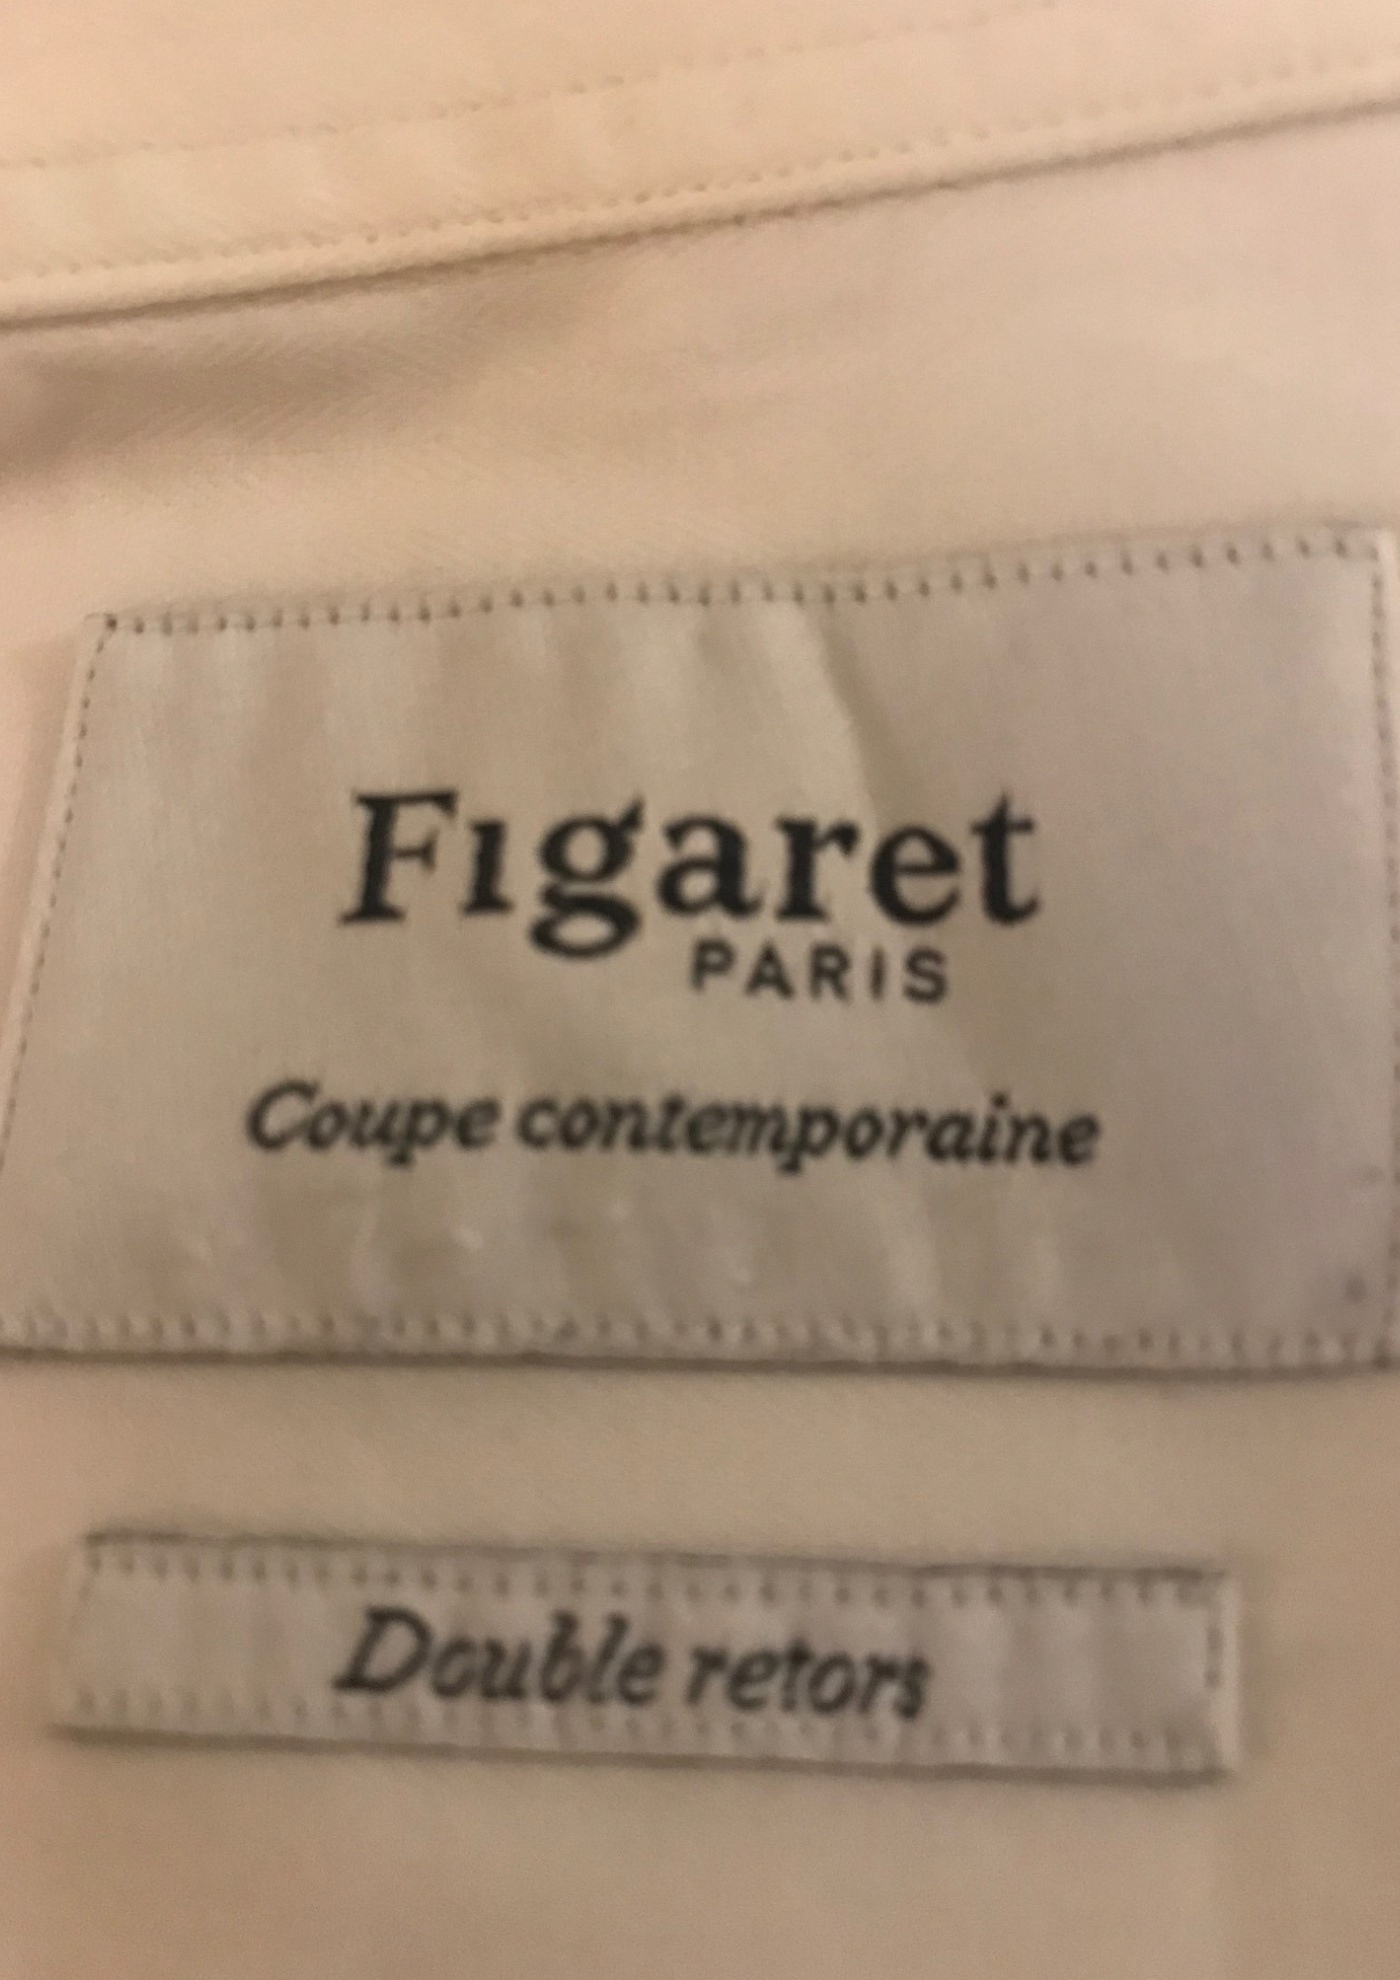 Figaret
PARIS
Coupe contemporaine
Double retors